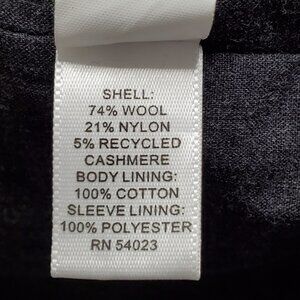 SHELL:
74% WOOL
21% NYLON
5% RECYCLED
CASHMERE
BODY LINING:
100% COTTON
SLEEVE LINING:
100% POLYESTER
RN 54023